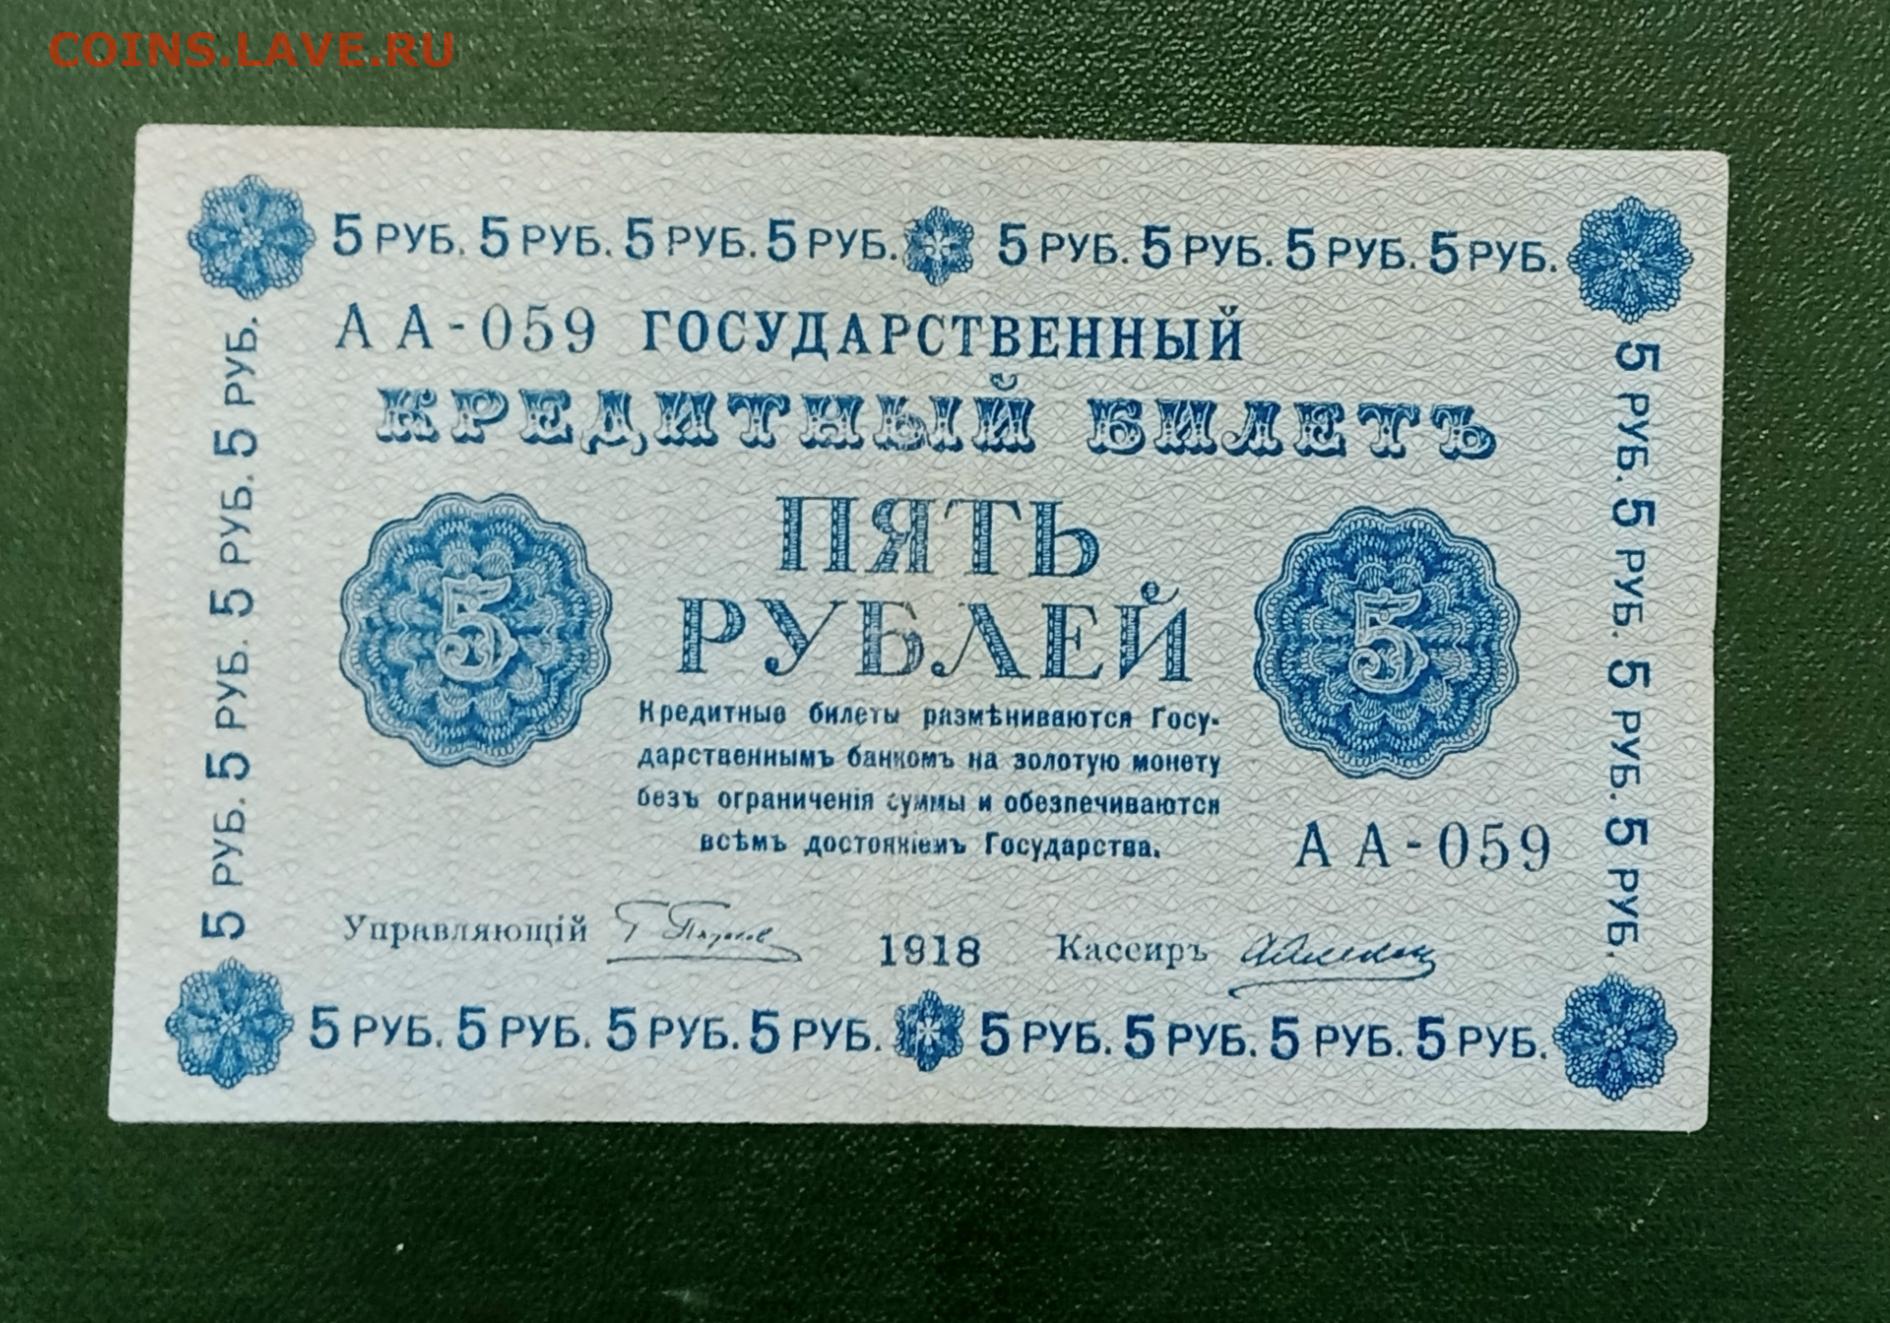 COINS.LAVE.RU
5 РУБ. 5 РУБ. 5 РУБ. 5 РУБ. 5 РУБ. 5 РУБ. 5 РУБ. 5 РУБ.
АА-059 ГОСУДАРСТВЕННЫЙ
КРЕДИТНЫЙ БИЛЕТЪ
ПЯТЬ
РУБЛЕЙ
5
5
Кредитные билеты размѣниваются Госу-
дарственнымъ банкомъ на золотую монету
безъ ограниченія суммы и обезпечиваются
всѣмъ достояніемъ Государства.
АА-059
Управляющій
1918
Кассиръ
5 РУБ. 5 РУБ. 5 РУБ. 5 РУБ.
5 РУБ. 5 РУБ. 5 РУБ. 5 РУБ.
5 РУБ. 5 РУБ. 5 РУБ. 5 РУБ. 5 РУБ. 5 РУБ. 5 РУБ. 5 РУБ.